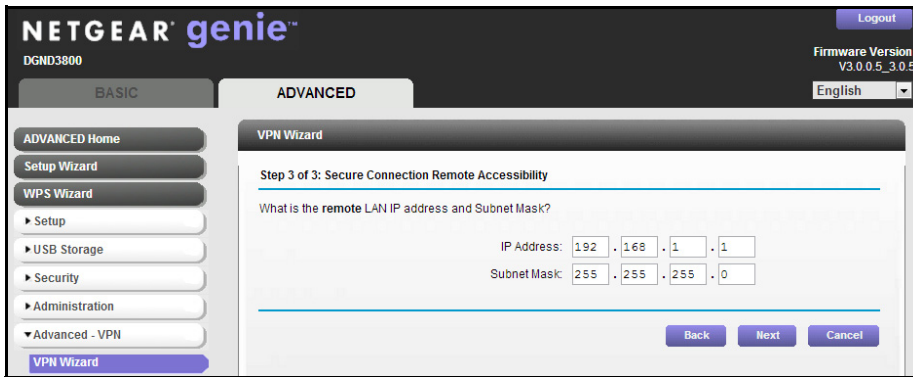 NETGEAR® genie™
Logout
DGND3800
Firmware Version
V3.0.0.5_3.0.5
BASIC
ADVANCED
English
ADVANCED Home
Setup Wizard
WPS Wizard
Setup
USB Storage
Security
Administration
Advanced - VPN
VPN Wizard
VPN Wizard
Step 3 of 3: Secure Connection Remote Accessibility
What is the remote LAN IP address and Subnet Mask?
IP Address: 192 . 168 . 1 . 1
Subnet Mask: 255 . 255 . 255 . 0
Back Next Cancel